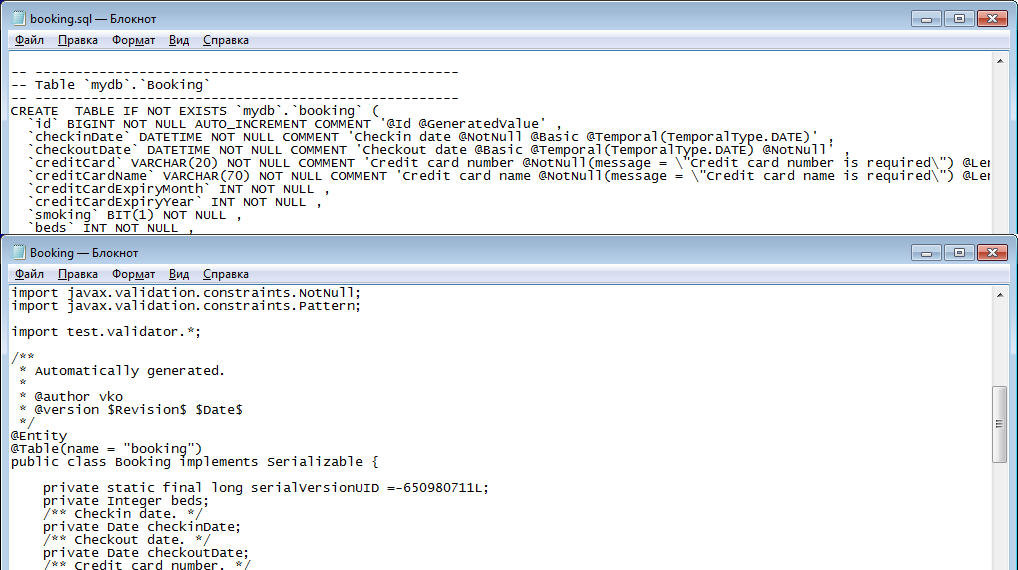 booking.sql — Блокнот
Файл Правка Формат Вид Справка
-- -----------------------------------------------------
-- Table `mydb`.`Booking`
-- -----------------------------------------------------
CREATE  TABLE IF NOT EXISTS `mydb`.`booking` (
  `id` BIGINT NOT NULL AUTO_INCREMENT COMMENT '@Id @GeneratedValue' ,
  `checkinDate` DATETIME NOT NULL COMMENT 'Checkin date @NotNull @Basic @Temporal(TemporalType.DATE)' ,
  `checkoutDate` DATETIME NOT NULL COMMENT 'Checkout date @Basic @Temporal(TemporalType.DATE) @NotNull' ,
  `creditCard` VARCHAR(20) NOT NULL COMMENT 'Credit card number @NotNull(message = \"Credit card number is required\") @Len
  `creditCardName` VARCHAR(70) NOT NULL COMMENT 'Credit card name @NotNull(message = \"Credit card name is required\") @Len
  `creditCardExpiryMonth` INT NOT NULL ,
  `creditCardExpiryYear` INT NOT NULL ,
  `smoking` BIT(1) NOT NULL ,
  `beds` INT NOT NULL ,
Booking — Блокнот
Файл Правка Формат Вид Справка
import javax.validation.constraints.NotNull;
import javax.validation.constraints.Pattern;
import test.validator.*;
/**
 * Automatically generated.
 *
 * @author vko
 * @version $Revision$ $Date$
 */
@Entity
@Table(name = "booking")
public class Booking implements Serializable {
    private static final long serialVersionUID =-650980711L;
    private Integer beds;
    /** Checkin date. */
    private Date checkinDate;
    /** Checkout date. */
    private Date checkoutDate;
    /** Credit card number. */